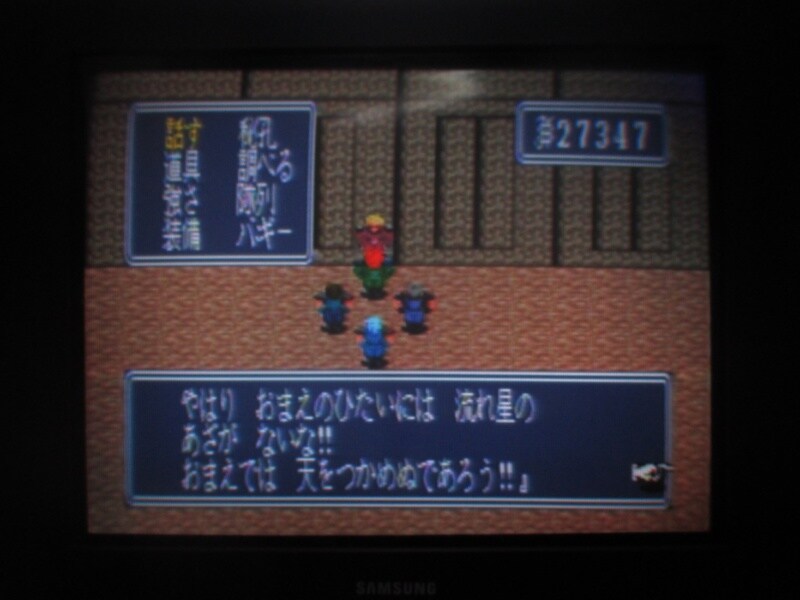 話す 秘孔
道具 調べる
強さ 隊列
装備 バギー
27347
やはり おまえのひたいには 流れ星の
あざが ないな!!
おまえでは 天をつかめぬであろう!!』
SAMSUNG